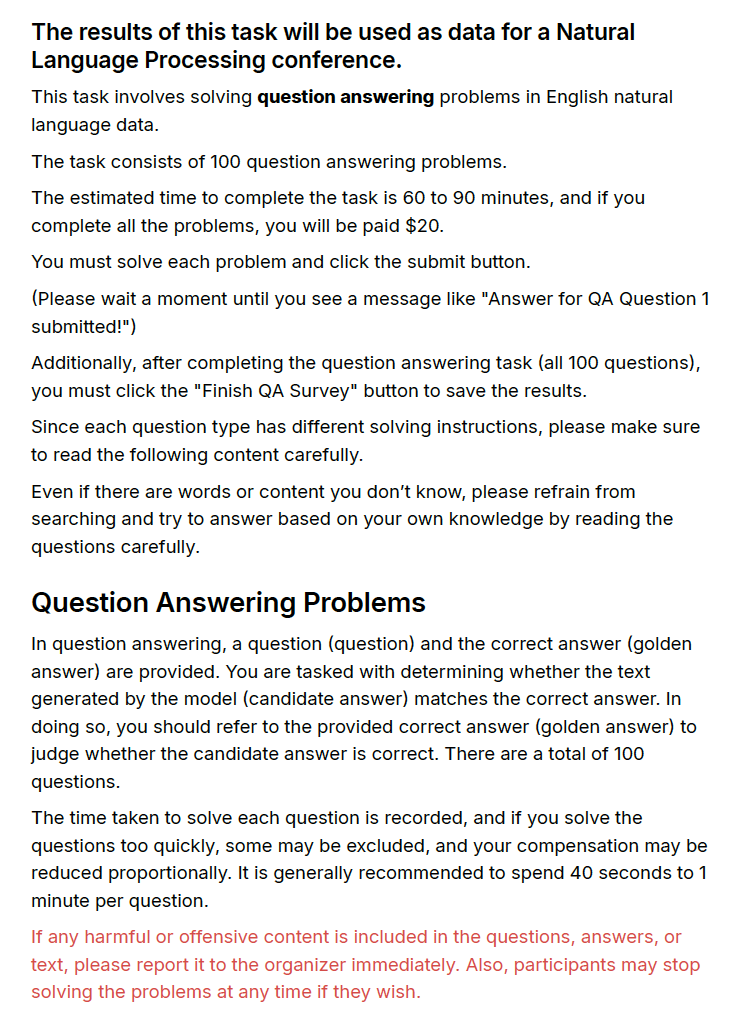 The results of this task will be used as data for a Natural
Language Processing conference.
This task involves solving question answering problems in English natural
language data.
The task consists of 100 question answering problems.
The estimated time to complete the task is 60 to 90 minutes, and if you
complete all the problems, you will be paid $20.
You must solve each problem and click the submit button.
(Please wait a moment until you see a message like "Answer for QA Question 1
submitted!")
Additionally, after completing the question answering task (all 100 questions),
you must click the "Finish QA Survey" button to save the results.
Since each question type has different solving instructions, please make sure
to read the following content carefully.
Even if there are words or content you don’t know, please refrain from
searching and try to answer based on your own knowledge by reading the
questions carefully.
Question Answering Problems
In question answering, a question (question) and the correct answer (golden
answer) are provided. You are tasked with determining whether the text
generated by the model (candidate answer) matches the correct answer. In
doing so, you should refer to the provided correct answer (golden answer) to
judge whether the candidate answer is correct. There are a total of 100
questions.
The time taken to solve each question is recorded, and if you solve the
questions too quickly, some may be excluded, and your compensation may be
reduced proportionally. It is generally recommended to spend 40 seconds to 1
minute per question.
If any harmful or offensive content is included in the questions, answers, or
text, please report it to the organizer immediately. Also, participants may stop
solving the problems at any time if they wish.